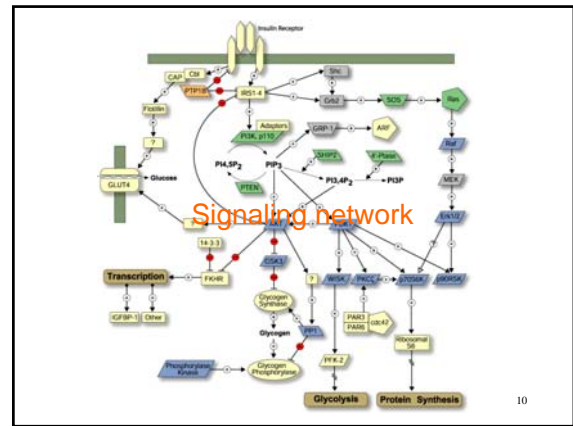 Insulin Receptor
Cbl
CAP
PTP1B
IRS1-4
Shc
Grb2
SOS
Ras
Flotillin
Adapters
PI3K, p110
GRP-1
ARF
Raf
?
SHIP2
4'-Ptase
PI4,5P2
PIP3
MEK
GLUT4
Glucose
PTEN
PI3,4P2
PI3P
Erk1/2
Signaling network
?
14-3-3
GSK3
?
WISK
PKCζ
p70S6K
p90RSK
Transcription
FKHR
Glycogen
Synthase
PAR3
PAR6
cdc42
IGFBP-1
Other
Glycogen
PP1
Ribosomal
S6
Phosphorylase
Kinase
Glycogen
Phosphorylase
PFK-2
Glycolysis
Protein Synthesis
10